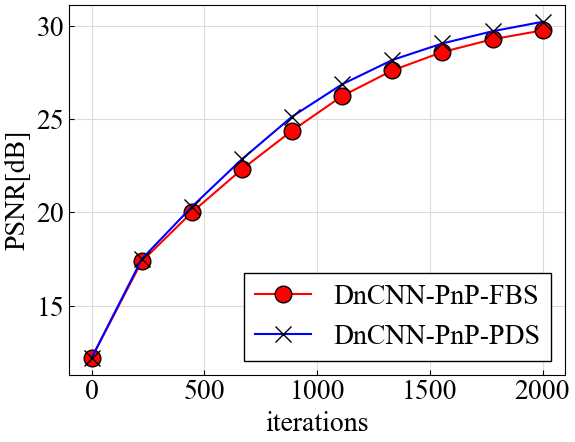 PSNR[dB]
30
25
20
15
DnCNN-PnP-FBS
DnCNN-PnP-PDS
0 500 1000 1500 2000
iterations